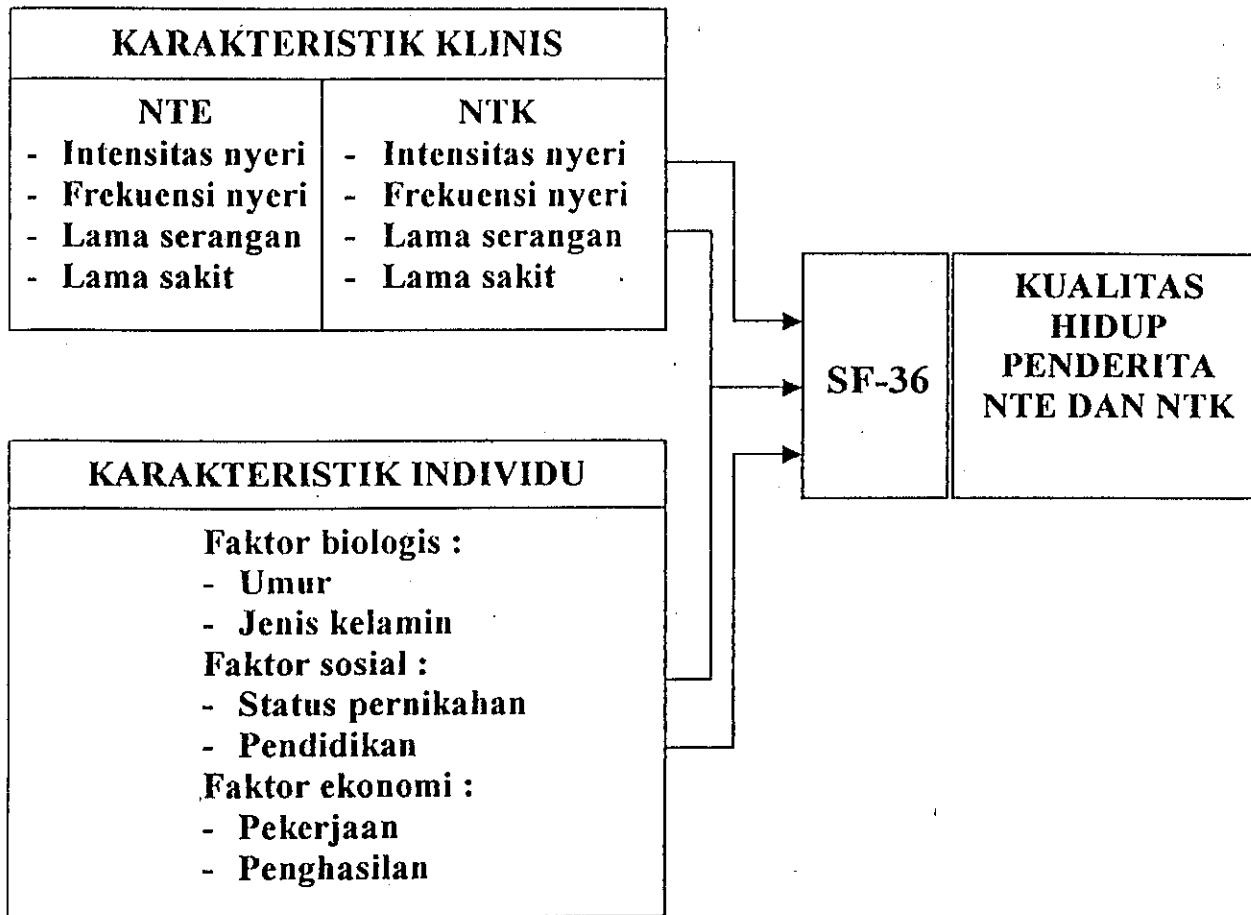 KARAKTERISTIK KLINIS
NTE
- Intensitas nyeri
- Frekuensi nyeri
- Lama serangan
- Lama sakit
NTK
- Intensitas nyeri
- Frekuensi nyeri
- Lama serangan
- Lama sakit
KARAKTERISTIK INDIVIDU
Faktor biologis :
- Umur
- Jenis kelamin
Faktor sosial :
- Status pernikahan
- Pendidikan
Faktor ekonomi :
- Pekerjaan
- Penghasilan
SF-36
KUALITAS
HIDUP
PENDERITA
NTE DAN NTK